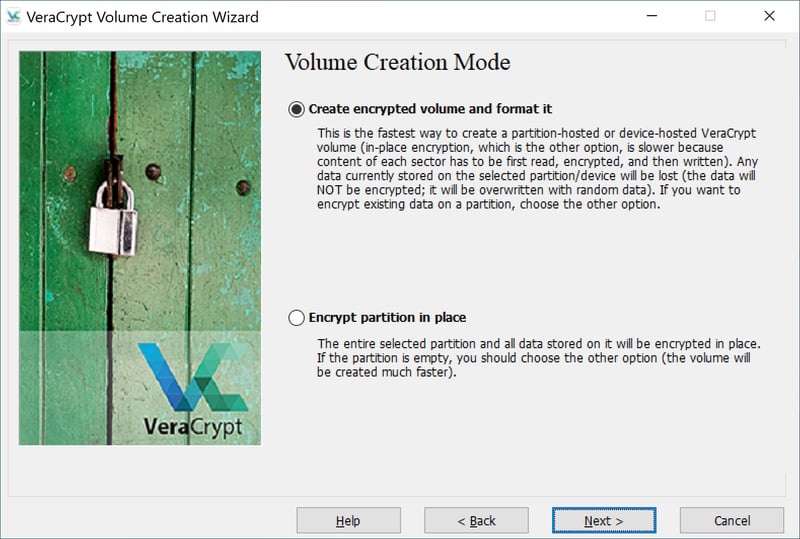 VeraCrypt Volume Creation Wizard
Volume Creation Mode
Create encrypted volume and format it
This is the fastest way to create a partition-hosted or device-hosted VeraCrypt
volume (in-place encryption, which is the other option, is slower because
content of each sector has to be first read, encrypted, and then written). Any
data currently stored on the selected partition/device will be lost (the data will
NOT be encrypted; it will be overwritten with random data). If you want to
encrypt existing data on a partition, choose the other option.
Encrypt partition in place
The entire selected partition and all data stored on it will be encrypted in place.
If the partition is empty, you should choose the other option (the volume will
be created much faster).
VeraCrypt
Help
< Back
Next >
Cancel